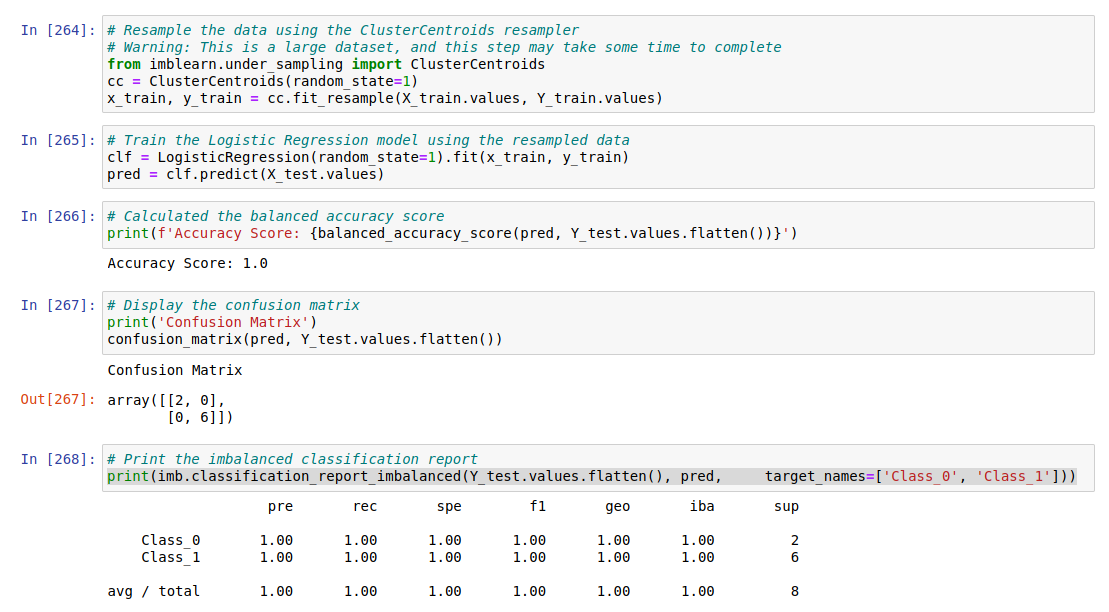 In [264]: # Resample the data using the ClusterCentroids resampler
# Warning: This is a large dataset, and this step may take some time to complete
from imblearn.under_sampling import ClusterCentroids
cc = ClusterCentroids(random_state=1)
x_train, y_train = cc.fit_resample(X_train.values, Y_train.values)
In [265]: # Train the Logistic Regression model using the resampled data
clf = LogisticRegression(random_state=1).fit(x_train, y_train)
pred = clf.predict(X_test.values)
In [266]: # Calculated the balanced accuracy score
print(f'Accuracy Score: {balanced_accuracy_score(pred, Y_test.values.flatten())}')
Accuracy Score: 1.0
In [267]: # Display the confusion matrix
print('Confusion Matrix')
confusion_matrix(pred, Y_test.values.flatten())
Confusion Matrix
Out[267]: array([[2, 0],
[0, 6]])
In [268]: # Print the imbalanced classification report
print(imb.classification_report_imbalanced(Y_test.values.flatten(), pred,     target_names=['Class_0', 'Class_1']))
pre rec spe f1 geo iba sup
Class_0 1.00 1.00 1.00 1.00 1.00 1.00 2
Class_1 1.00 1.00 1.00 1.00 1.00 1.00 6
avg / total 1.00 1.00 1.00 1.00 1.00 1.00 8